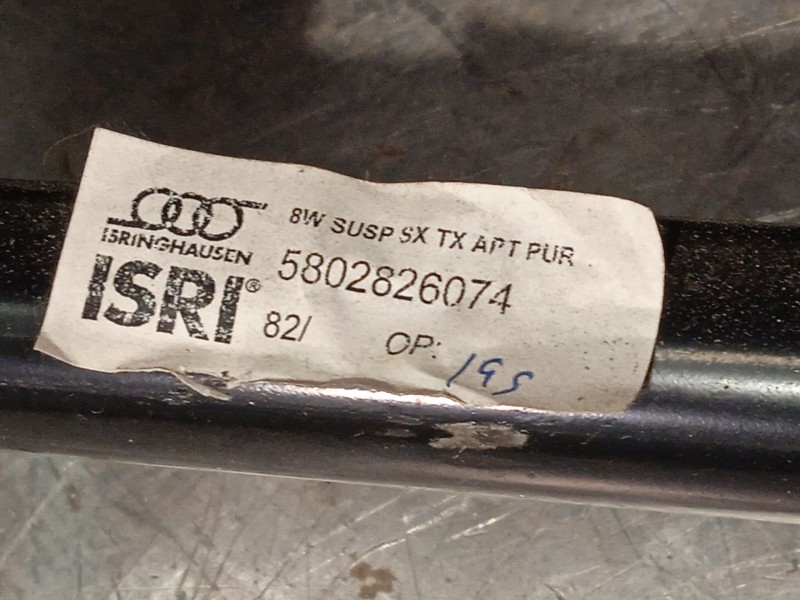 ISRINGHAUSEN
ISRI®
8W SUSP SX TX APT PUR
5802826074
82/ OP: 195